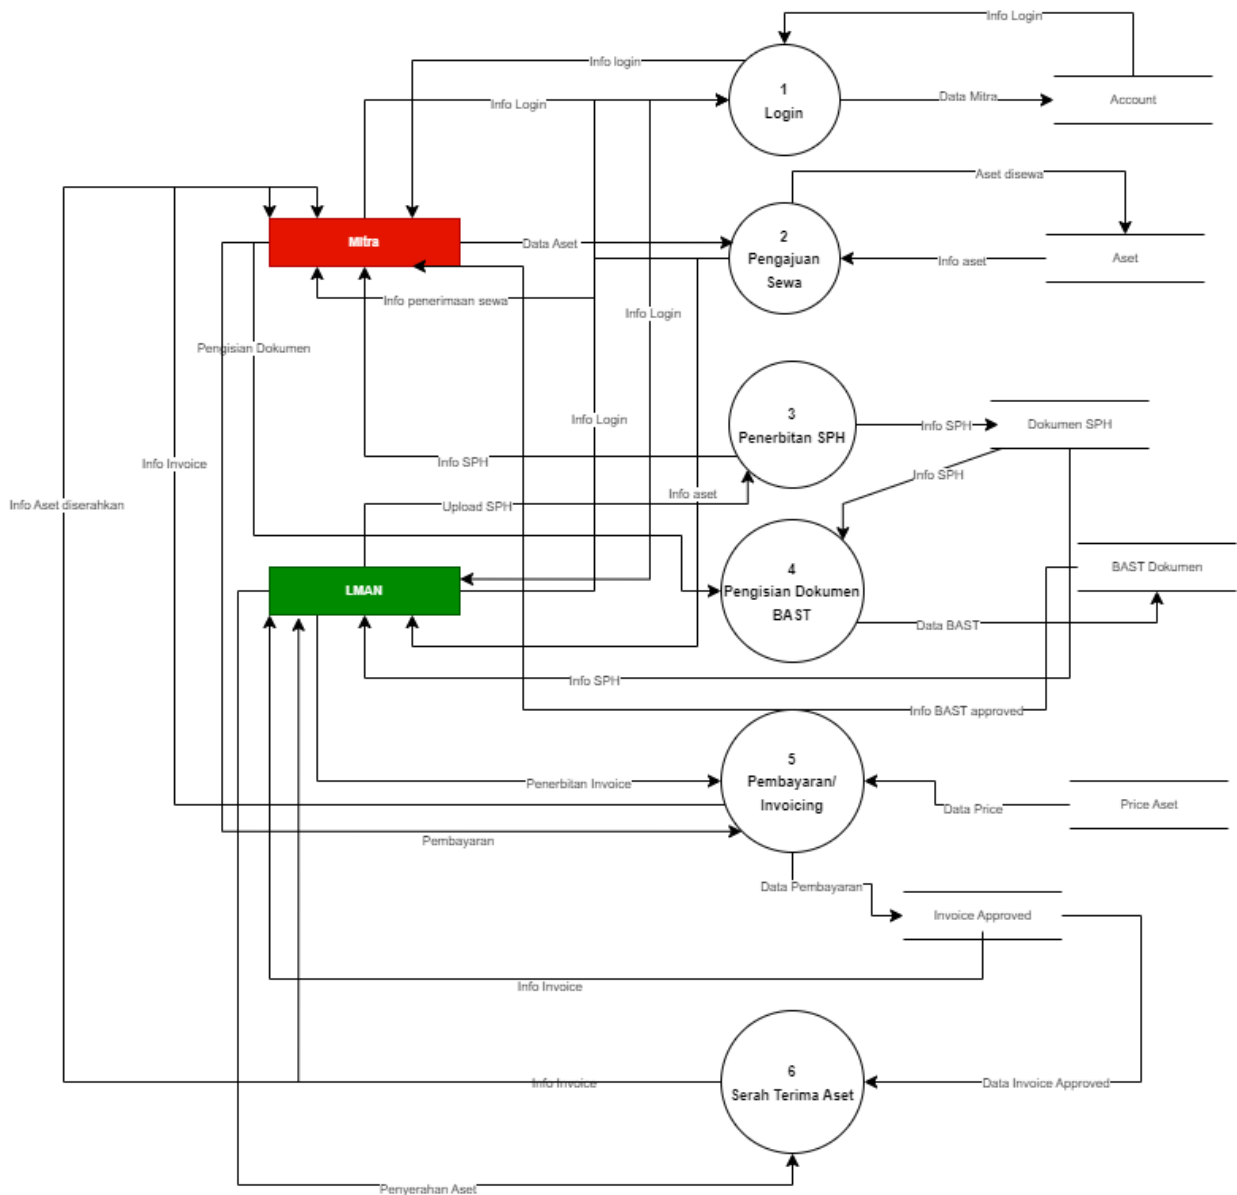 Info Login
Info login
1
Login
Info Login
Data Mitra
Account
Aset disewa
Mitra
Data Aset
2
Pengajuan
Sewa
Info aset
Aset
Info penerimaan sewa
Info Login
Pengisian Dokumen
3
Penerbitan SPH
Info Login
Info SPH
Dokumen SPH
Info Invoice
Info SPH
Info SPH
Info aset
Info Aset diserahkan
Upload SPH
4
Pengisian Dokumen
BAST
LMAN
BAST Dokumen
Data BAST
Info SPH
Info BAST approved
5
Pembayaran/
Invoicing
Penerbitan Invoice
Data Price
Price Aset
Pembayaran
Data Pembayaran
Invoice Approved
Info Invoice
6
Serah Terima Aset
Info Invoice
Data Invoice Approved
Penyerahan Aset